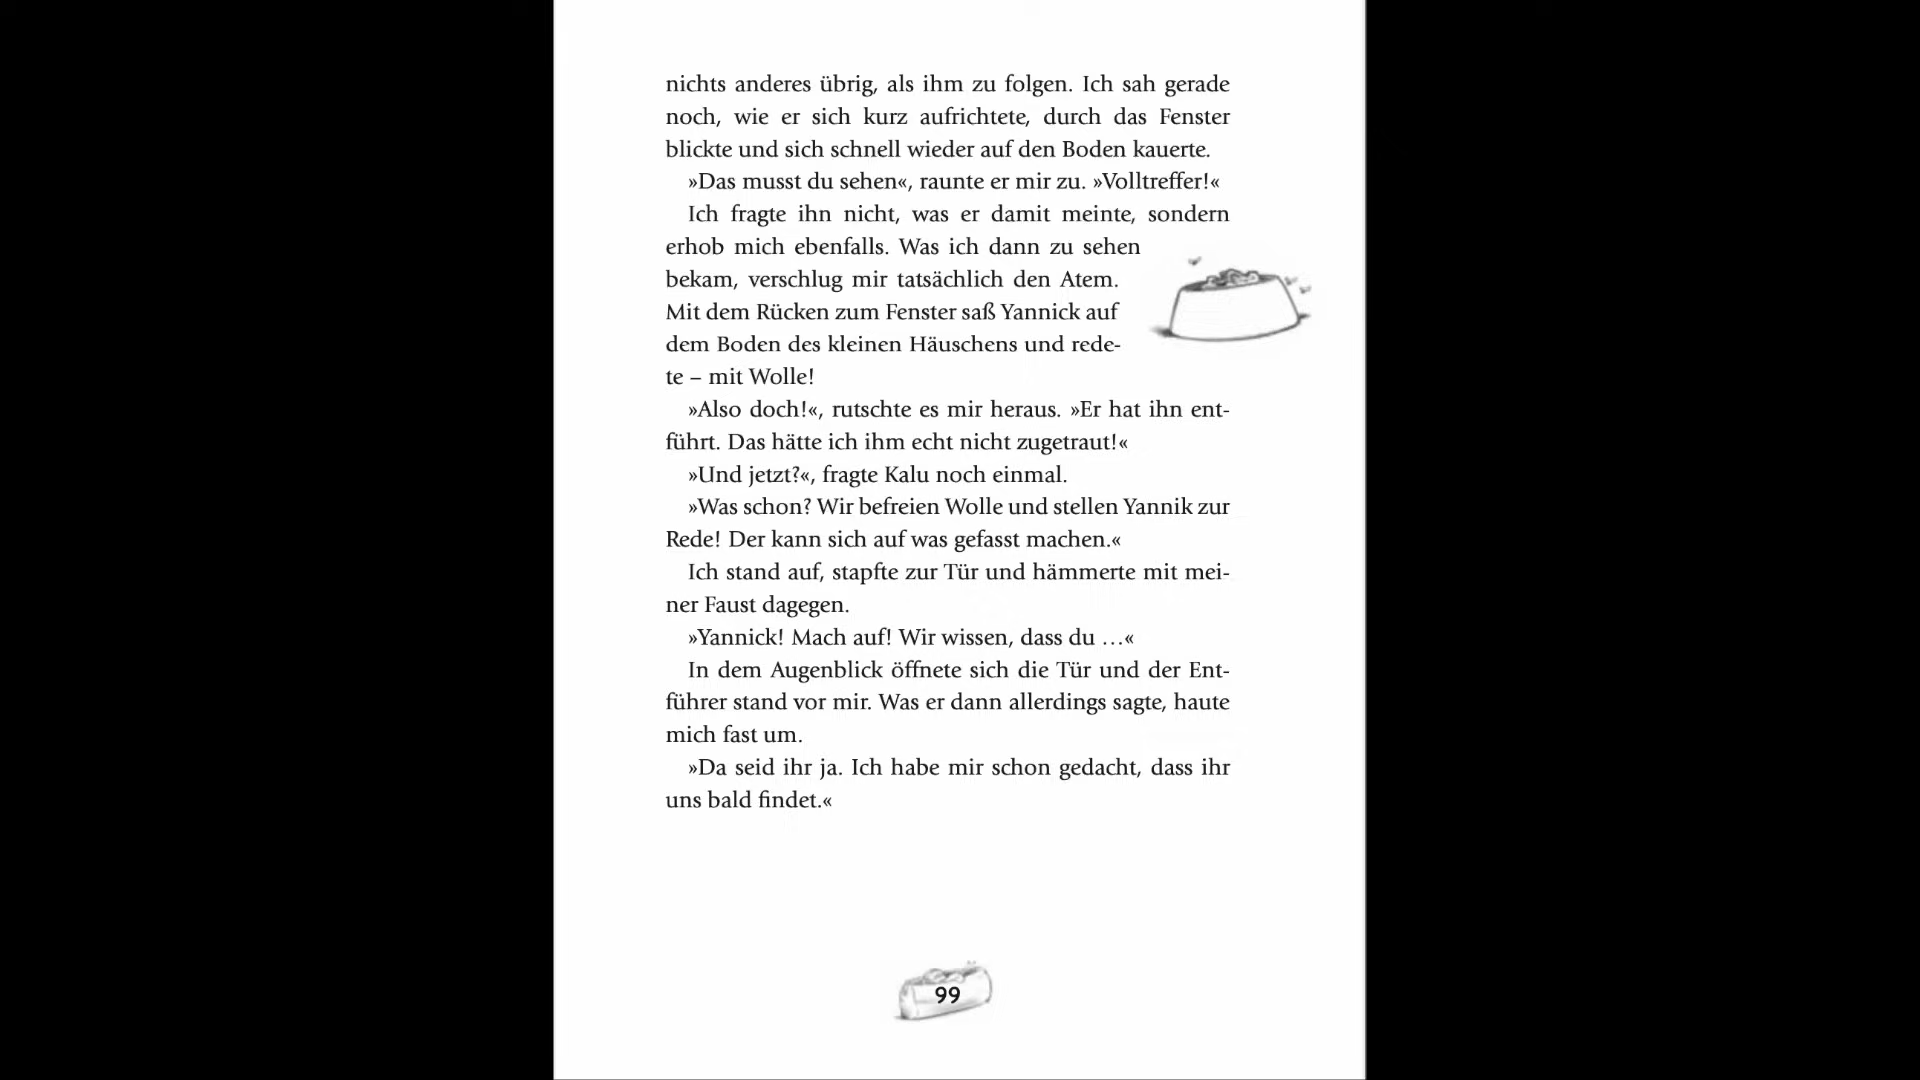 nichts anderes übrig, als ihm zu folgen. Ich sah gerade
noch, wie er sich kurz aufrichtete, durch das Fenster
blickte und sich schnell wieder auf den Boden kauerte.
»Das musst du sehen«, raunte er mir zu. »Volltreffer!«
Ich fragte ihn nicht, was er damit meinte, sondern
erhob mich ebenfalls. Was ich dann zu sehen
bekam, verschlug mir tatsächlich den Atem.
Mit dem Rücken zum Fenster saß Yannick auf
dem Boden des kleinen Häuschens und rede-
te – mit Wolle!
»Also doch!«, rutschte es mir heraus. »Er hat ihn ent-
führt. Das hätte ich ihm echt nicht zugetraut!«
»Und jetzt?«, fragte Kalu noch einmal.
»Was schon? Wir befreien Wolle und stellen Yannik zur
Rede! Der kann sich auf was gefasst machen.«
Ich stand auf, stapfte zur Tür und hämmerte mit mei-
ner Faust dagegen.
»Yannick! Mach auf! Wir wissen, dass du …«
In dem Augenblick öffnete sich die Tür und der Ent-
führer stand vor mir. Was er dann allerdings sagte, haute
mich fast um.
»Da seid ihr ja. Ich habe mir schon gedacht, dass ihr
uns bald findet.«
99